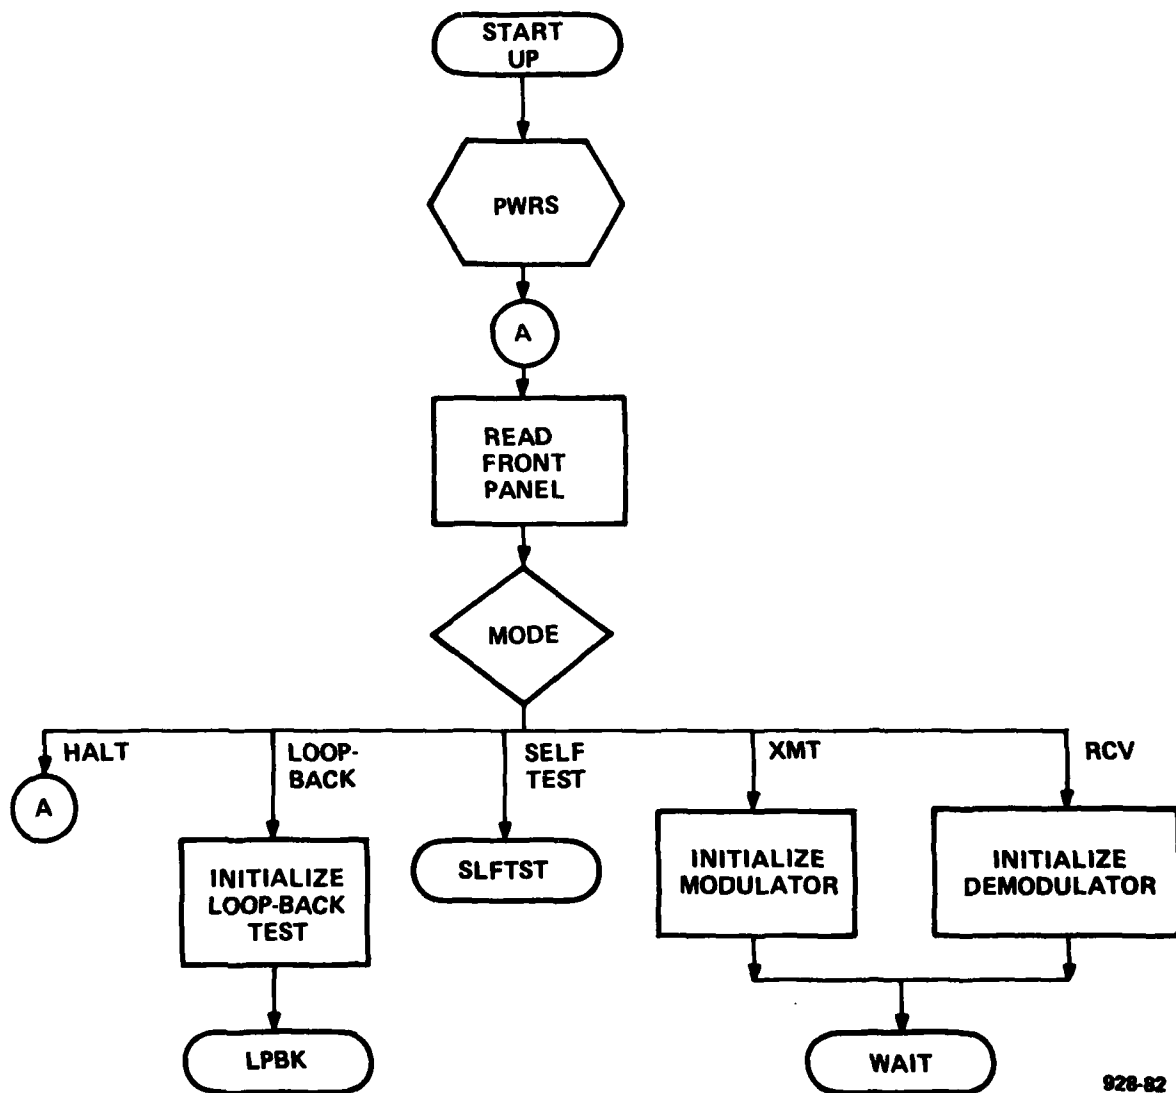 START
UP
PWRS
A
READ
FRONT
PANEL
MODE
HALT
LOOP-
BACK
SELF
TEST
XMT
RCV
A
INITIALIZE
LOOP-BACK
TEST
SLFTST
INITIALIZE
MODULATOR
INITIALIZE
DEMODULATOR
LPBK
WAIT
928-82